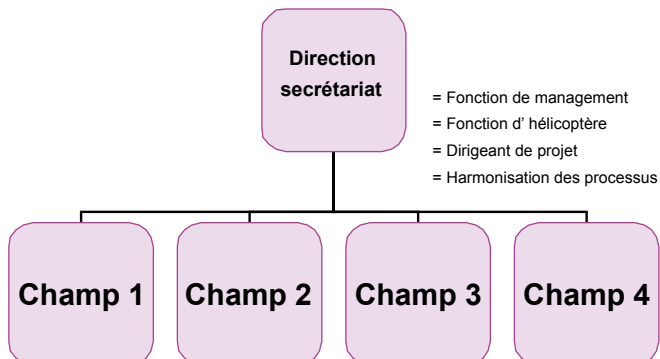 Direction
secrétariat
= Fonction de management
= Fonction d' hélicoptère
= Dirigeant de projet
= Harmonisation des processus
Champ 1
Champ 2
Champ 3
Champ 4